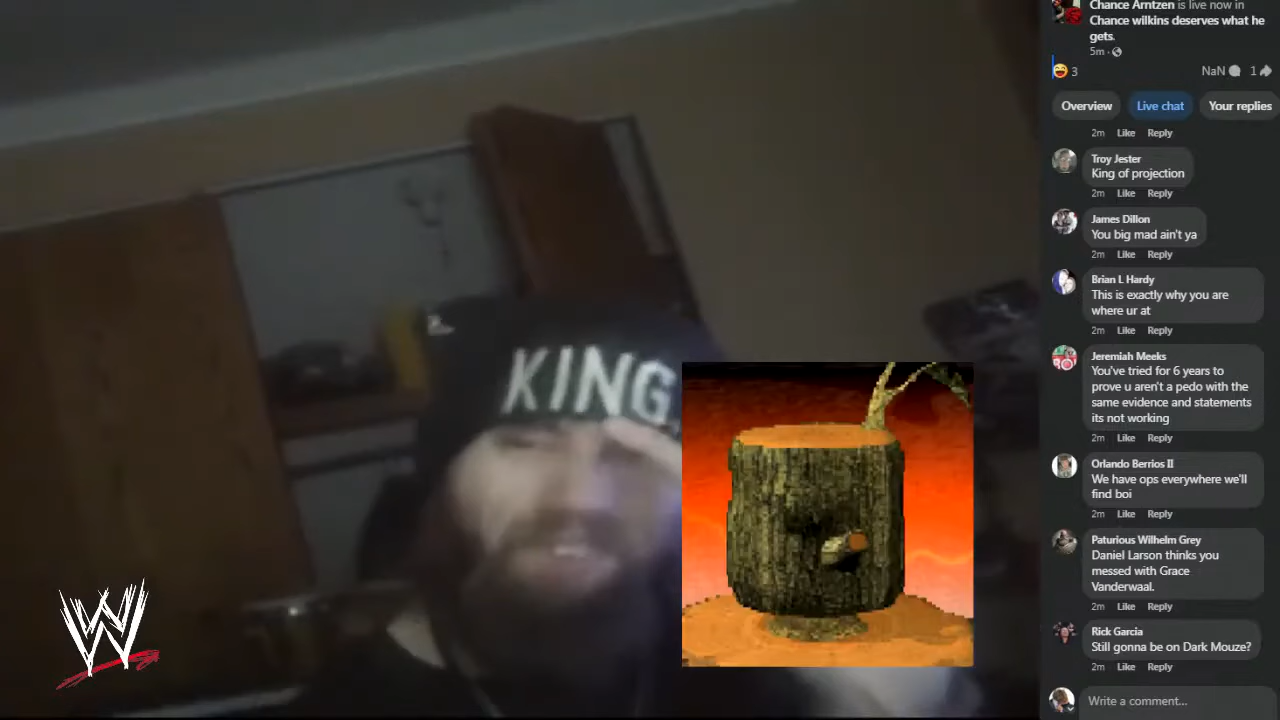 Chance Arntzen is live now in
Chance wilkins deserves what he
gets.
5m ·
3
NaN
1
Overview
Live chat
Your replies
2m Like Reply
Troy Jester
King of projection
2m Like Reply
James Dillon
You big mad ain't ya
2m Like Reply
Brian L Hardy
This is exactly why you are
where ur at
2m Like Reply
Jeremiah Meeks
You've tried for 6 years to
prove u aren't a pedo with the
same evidence and statements
its not working
2m Like Reply
Orlando Berrios II
We have ops everywhere we'll
find boi
2m Like Reply
Paturious Wilhelm Grey
Daniel Larson thinks you
messed with Grace
Vanderwaal.
2m Like Reply
Rick Garcia
Still gonna be on Dark Mouze?
2m Like Reply
Write a comment...
KING
W